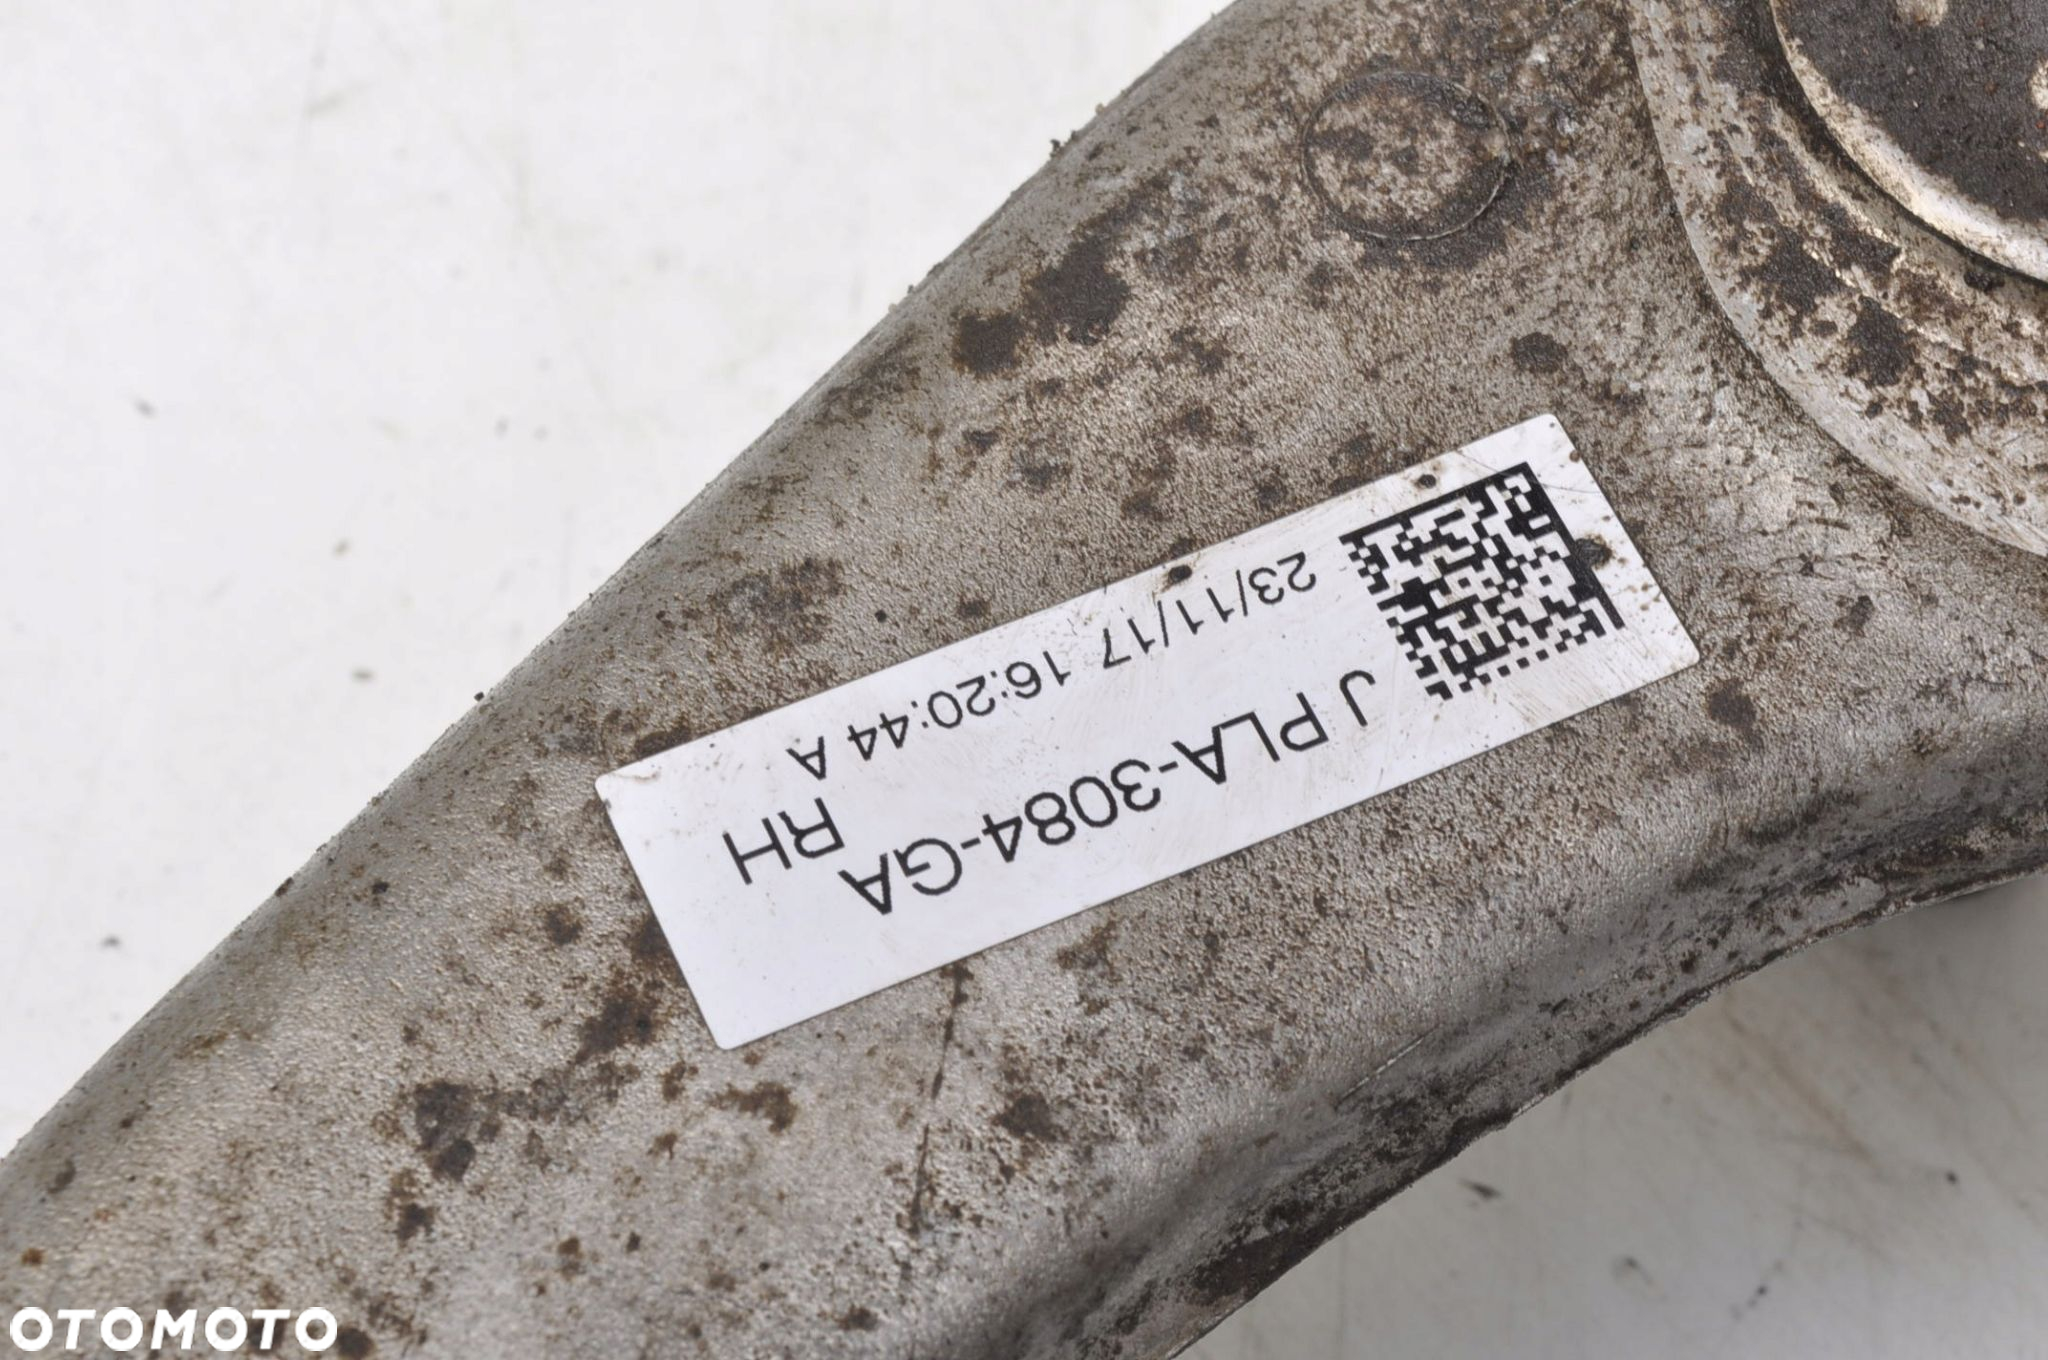 J PLA-3084-GA
RH
23/11/17 16:20:44 A
OTOMOTO